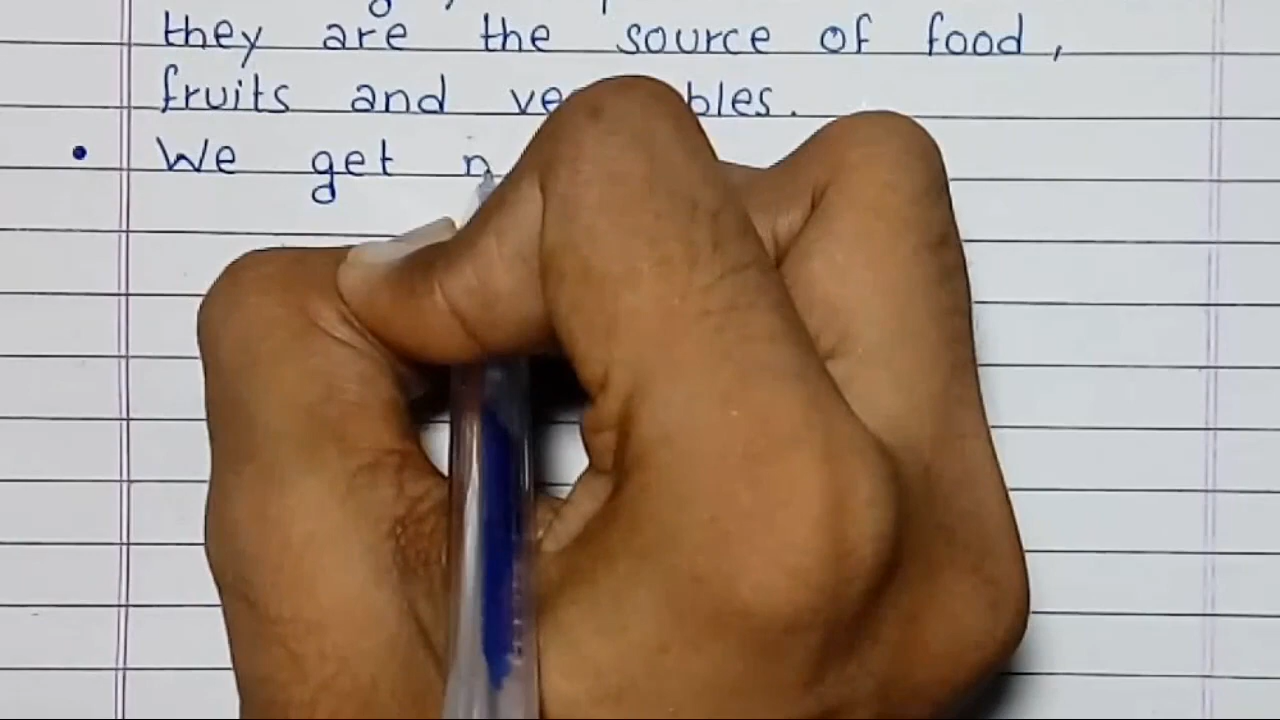 they are the source of food,
fruits and
• We get n